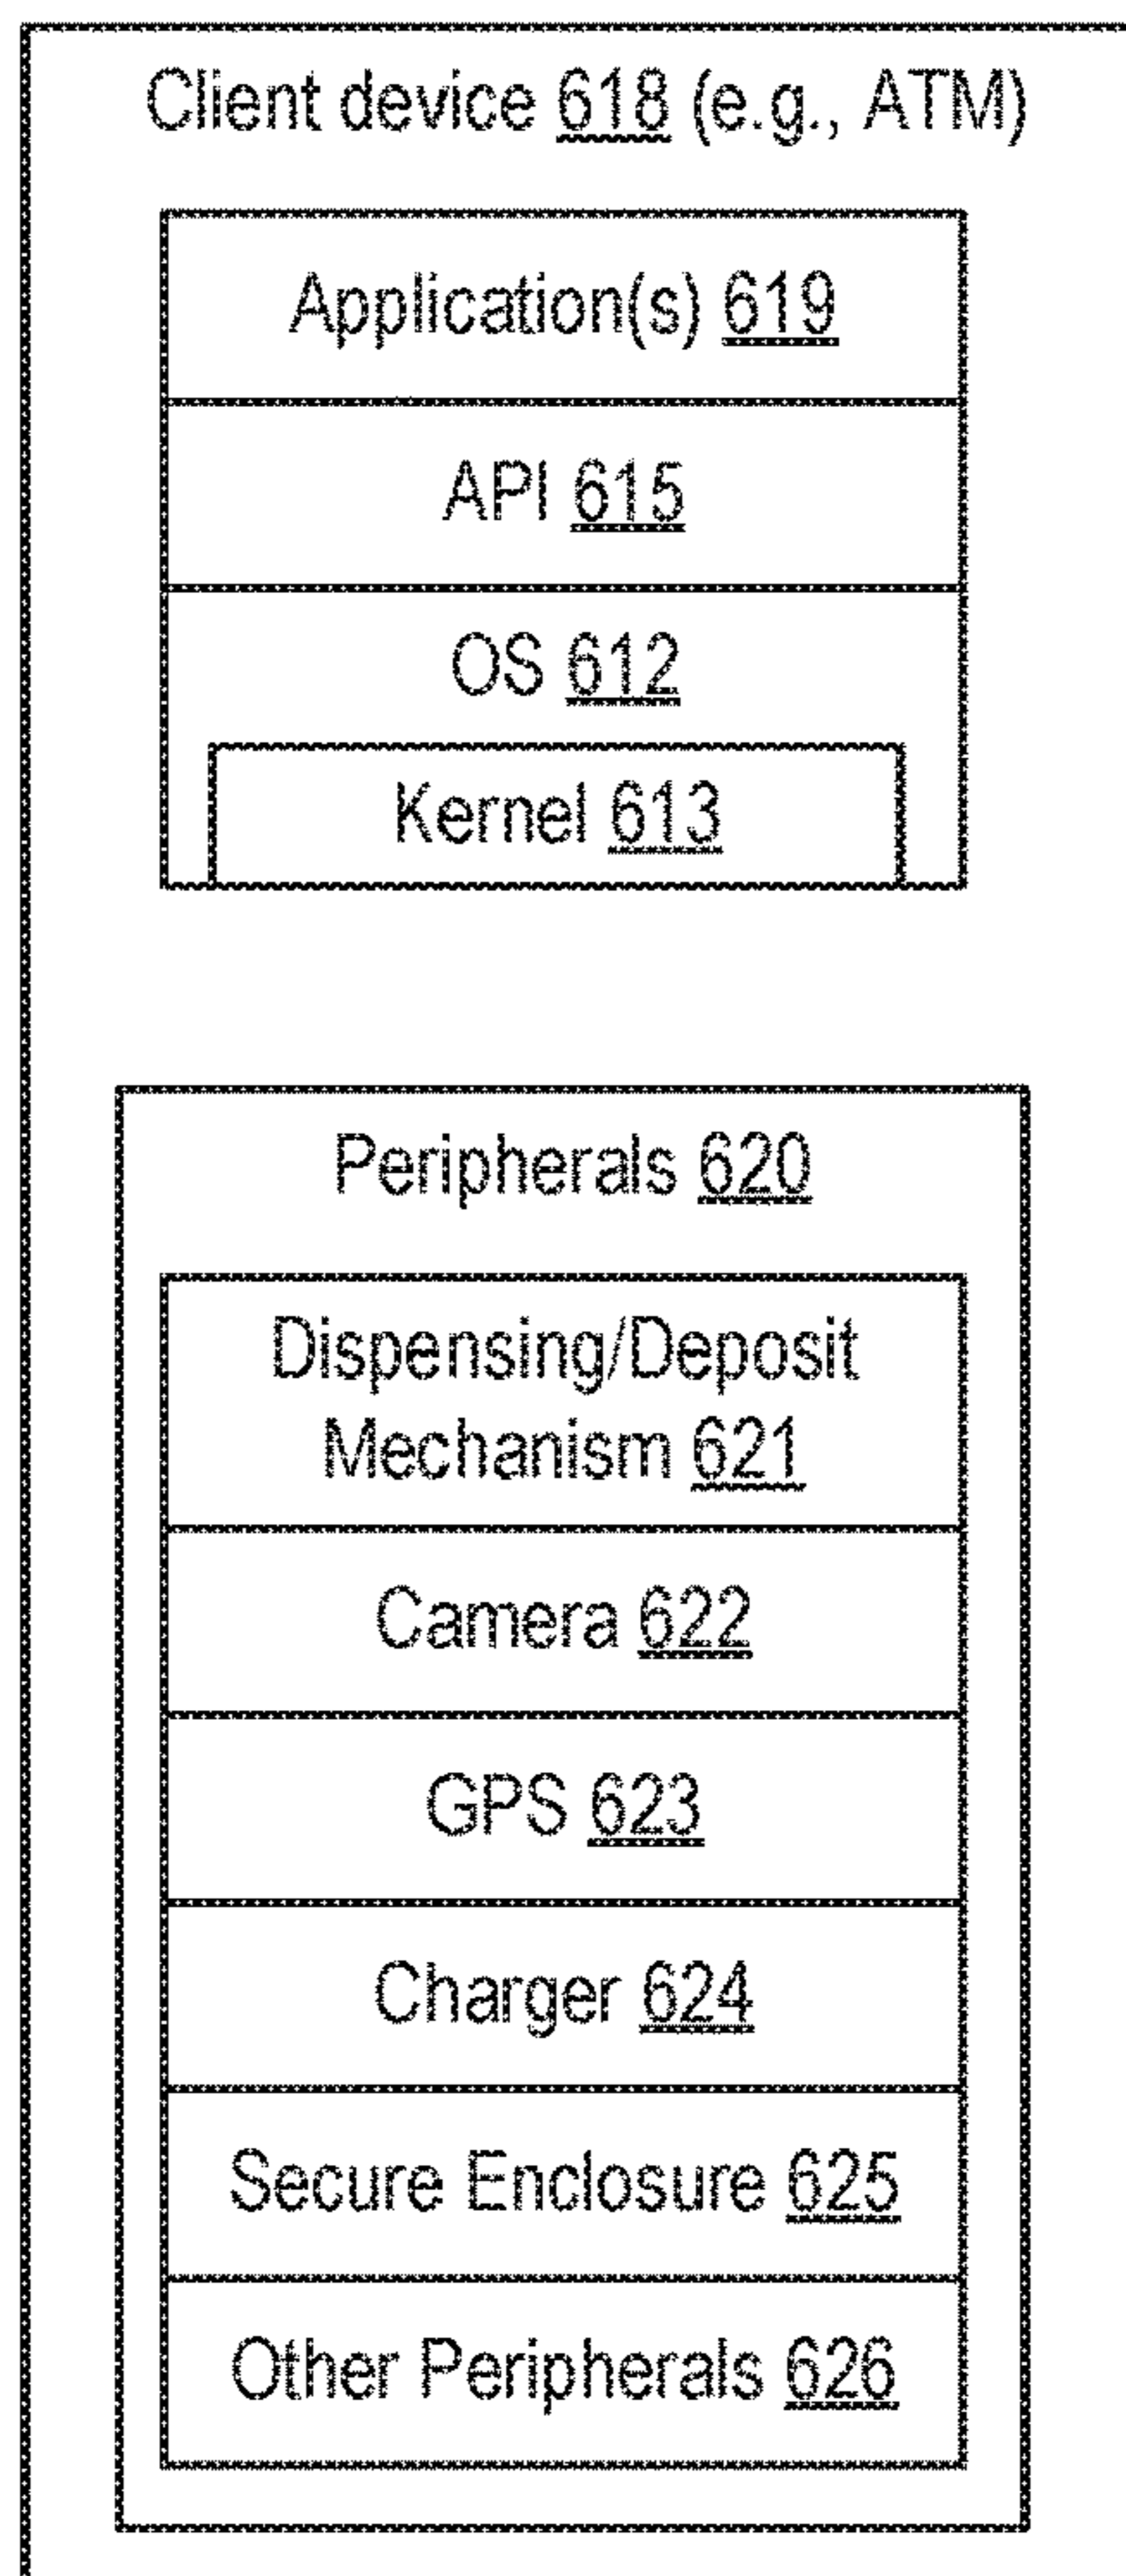 Client device 618 (e.g., ATM)
Application(s) 619
API 615
OS 612
Kernel 613
Peripherals 620
Dispensing/Deposit
Mechanism 621
Camera 622
GPS 623
Charger 624
Secure Enclosure 625
Other Peripherals 626